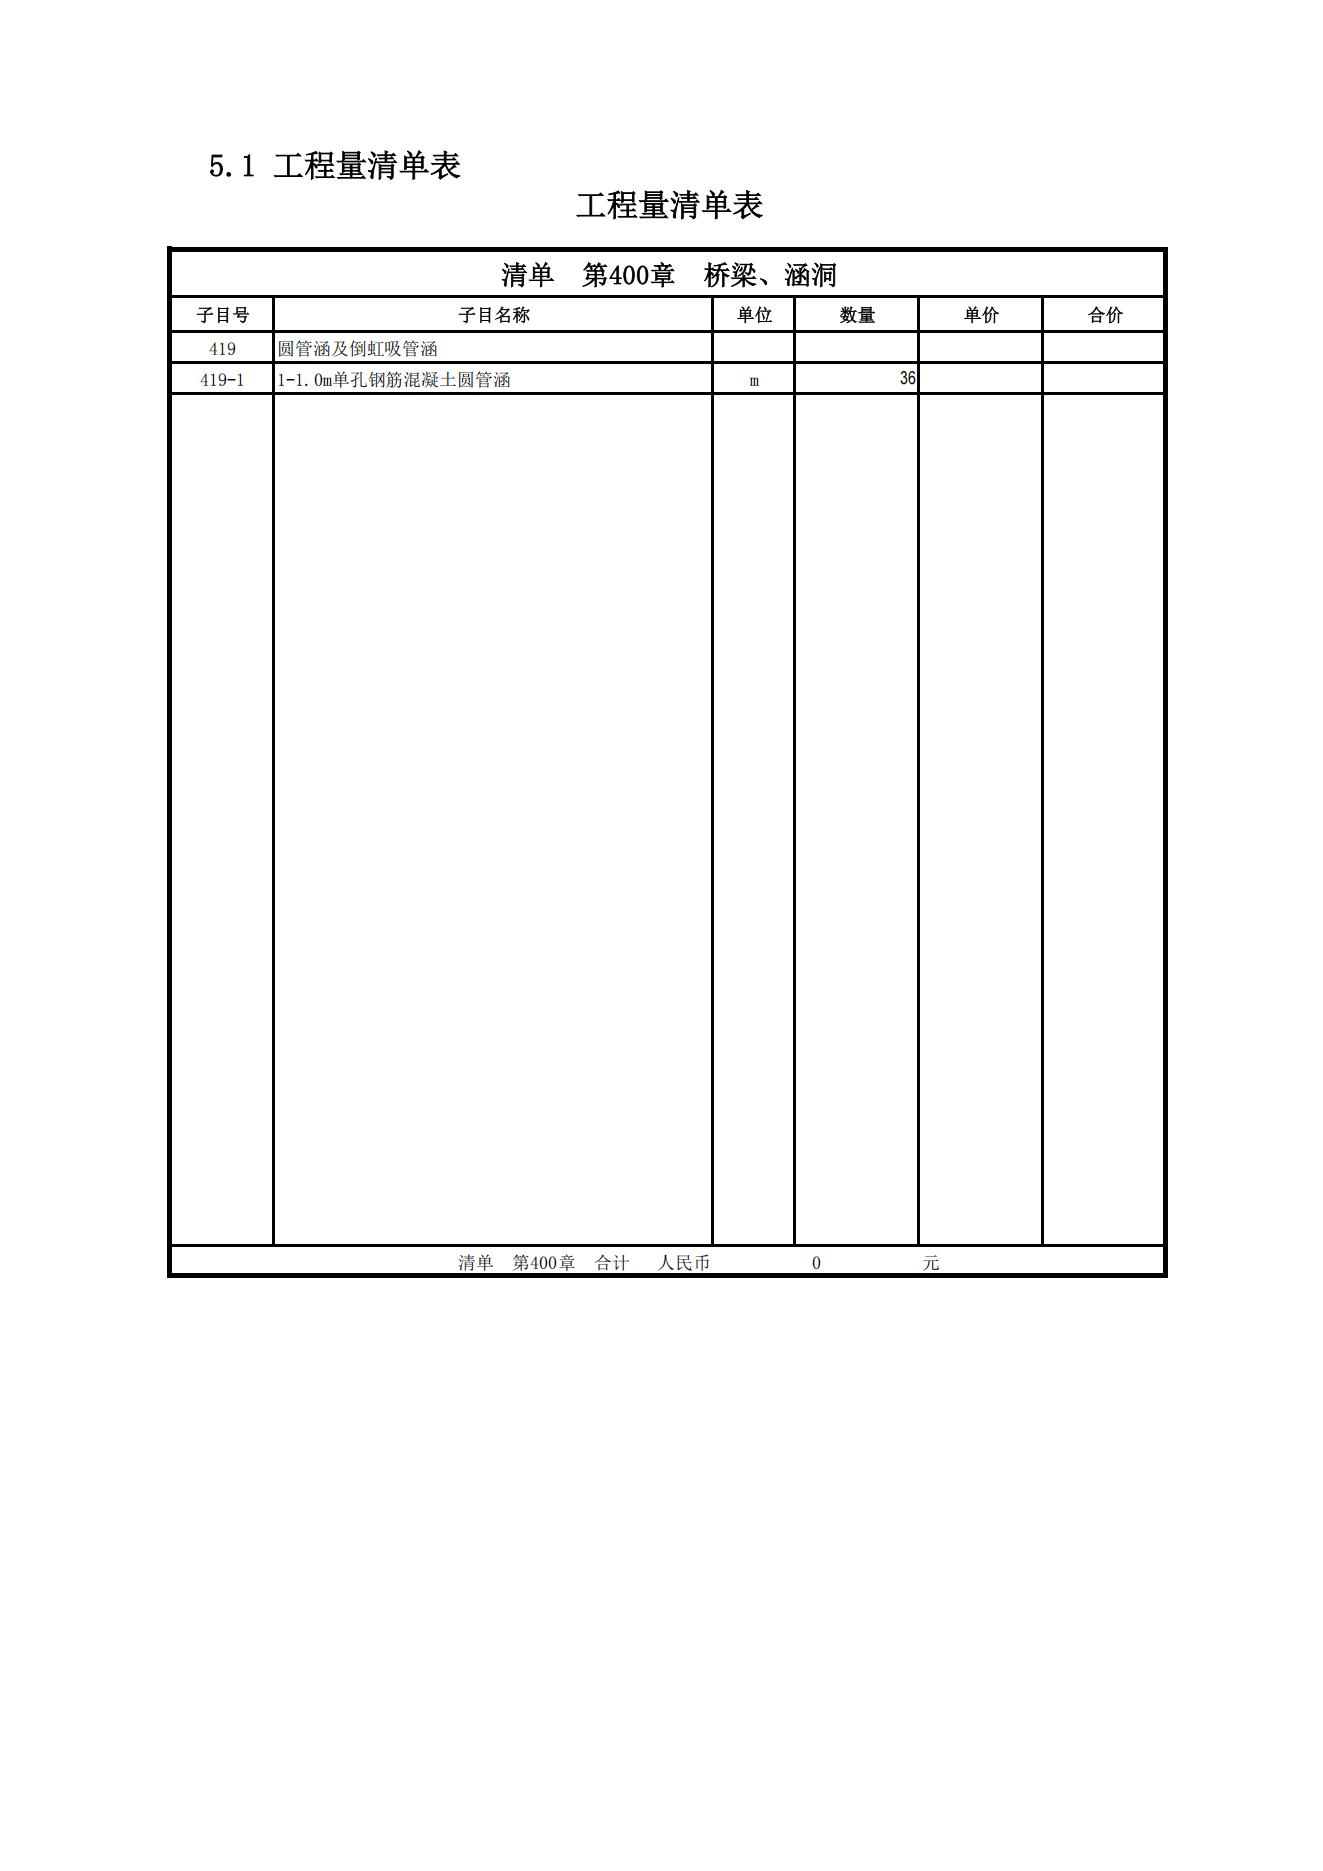 5.1 工程量清单表
工程量清单表
清单 第400章 桥梁、涵洞
子目号 子目名称 单位 数量 单价 合价
419 圆管涵及倒虹吸管涵
419-1 1-1.0m单孔钢筋混凝土圆管涵 m 36
清单 第400章 合计 人民币 0 元